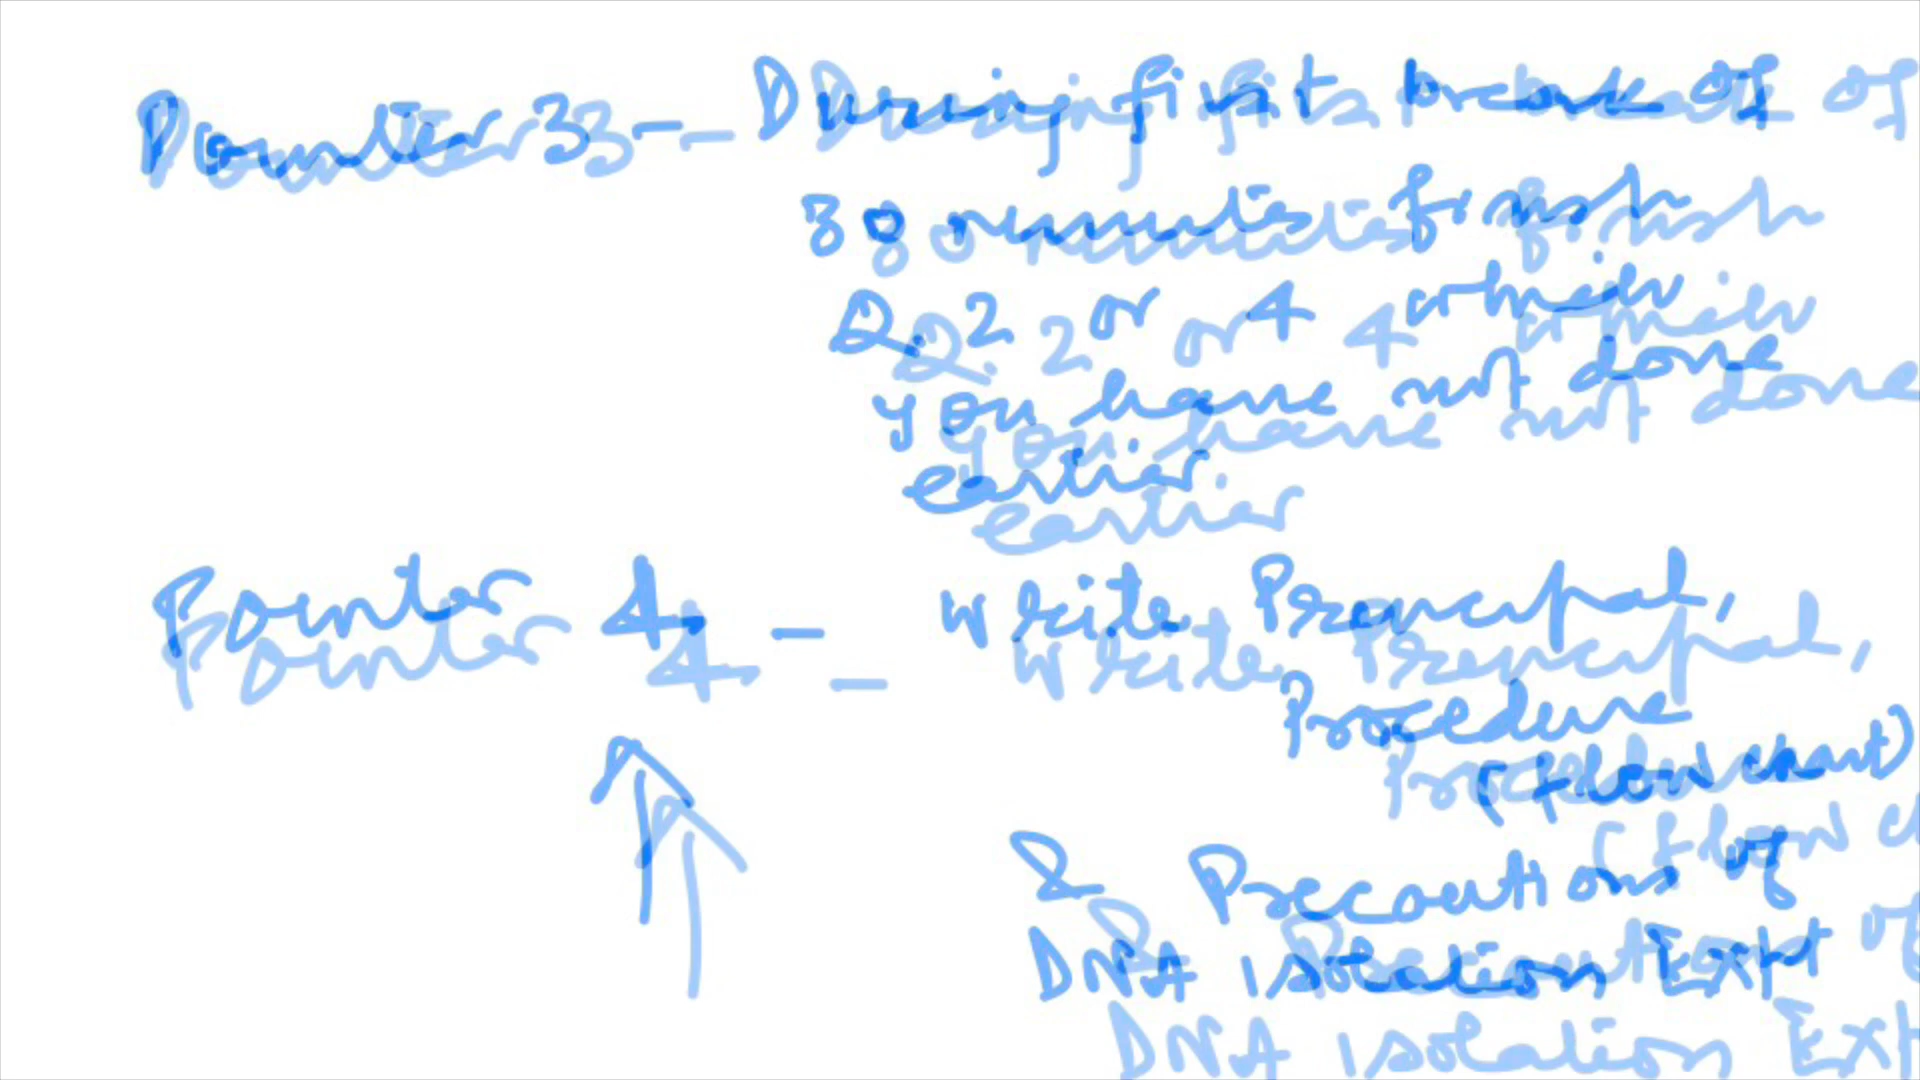 Pointer 3 - During first break of
30 minutes finish
Q. 2 or 4 which
you have not done
earlier
Pointer 4 - Write Principal,
Procedure
(flow chart)
& Precautions of
DNA isolation Expt